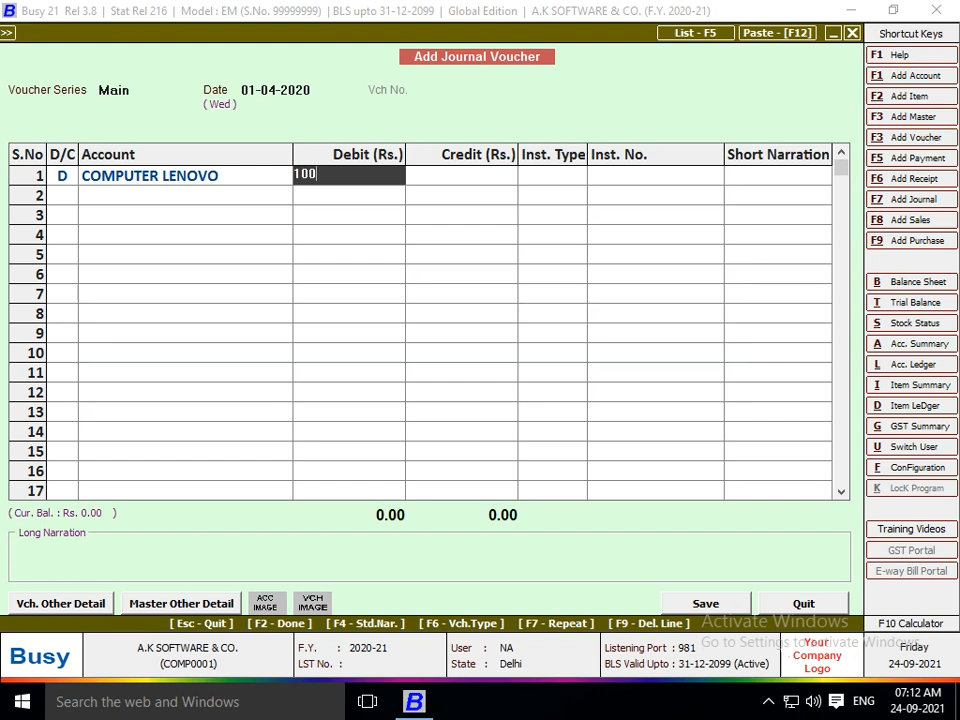 Busy 21 Rel 3.8 | Stat Rel 216 | Model : EM (S.No. 99999999) | BLS upto 31-12-2099 | Global Edition | A.K SOFTWARE & CO. (F.Y. 2020-21)
>> List - F5 Paste - [F12] Shortcut Keys
Add Journal Voucher
Voucher Series Main Date 01-04-2020 Vch No.
( Wed )
S.No D/C Account Debit (Rs.) Credit (Rs.) Inst. Type Inst. No. Short Narration
1 D COMPUTER LENOVO 100
2
3
4
5
6
7
8
9
10
11
12
13
14
15
16
17
( Cur. Bal. : Rs. 0.00 ) 0.00 0.00
Long Narration
Vch. Other Detail Master Other Detail ACC IMAGE VCH IMAGE Save Quit
[ Esc - Quit ] [ F2 - Done ] [ F4 - Std.Nar. ] [ F6 - Vch.Type ] [ F7 - Repeat ] [ F9 - Del. Line ]
F1 Help
F1 Add Account
F2 Add Item
F3 Add Master
F3 Add Voucher
F5 Add Payment
F6 Add Receipt
F7 Add Journal
F8 Add Sales
F9 Add Purchase
B Balance Sheet
T Trial Balance
S Stock Status
A Acc. Summary
L Acc. Ledger
I Item Summary
D Item LeDger
G GST Summary
U Switch User
F ConFiguration
K LocK Program
Training Videos
GST Portal
E-way Bill Portal
F10 Calculator
Activate Windows
Go to Settings to activate Windows.
Busy
A.K SOFTWARE & CO.
(COMP0001)
F.Y. : 2020-21
LST No. :
User : NA
State : Delhi
Listening Port : 981
BLS Valid Upto : 31-12-2099 (Active)
Your
Company
Logo
Friday
24-09-2021
Search the web and Windows B ENG 07:12 AM
24-09-2021